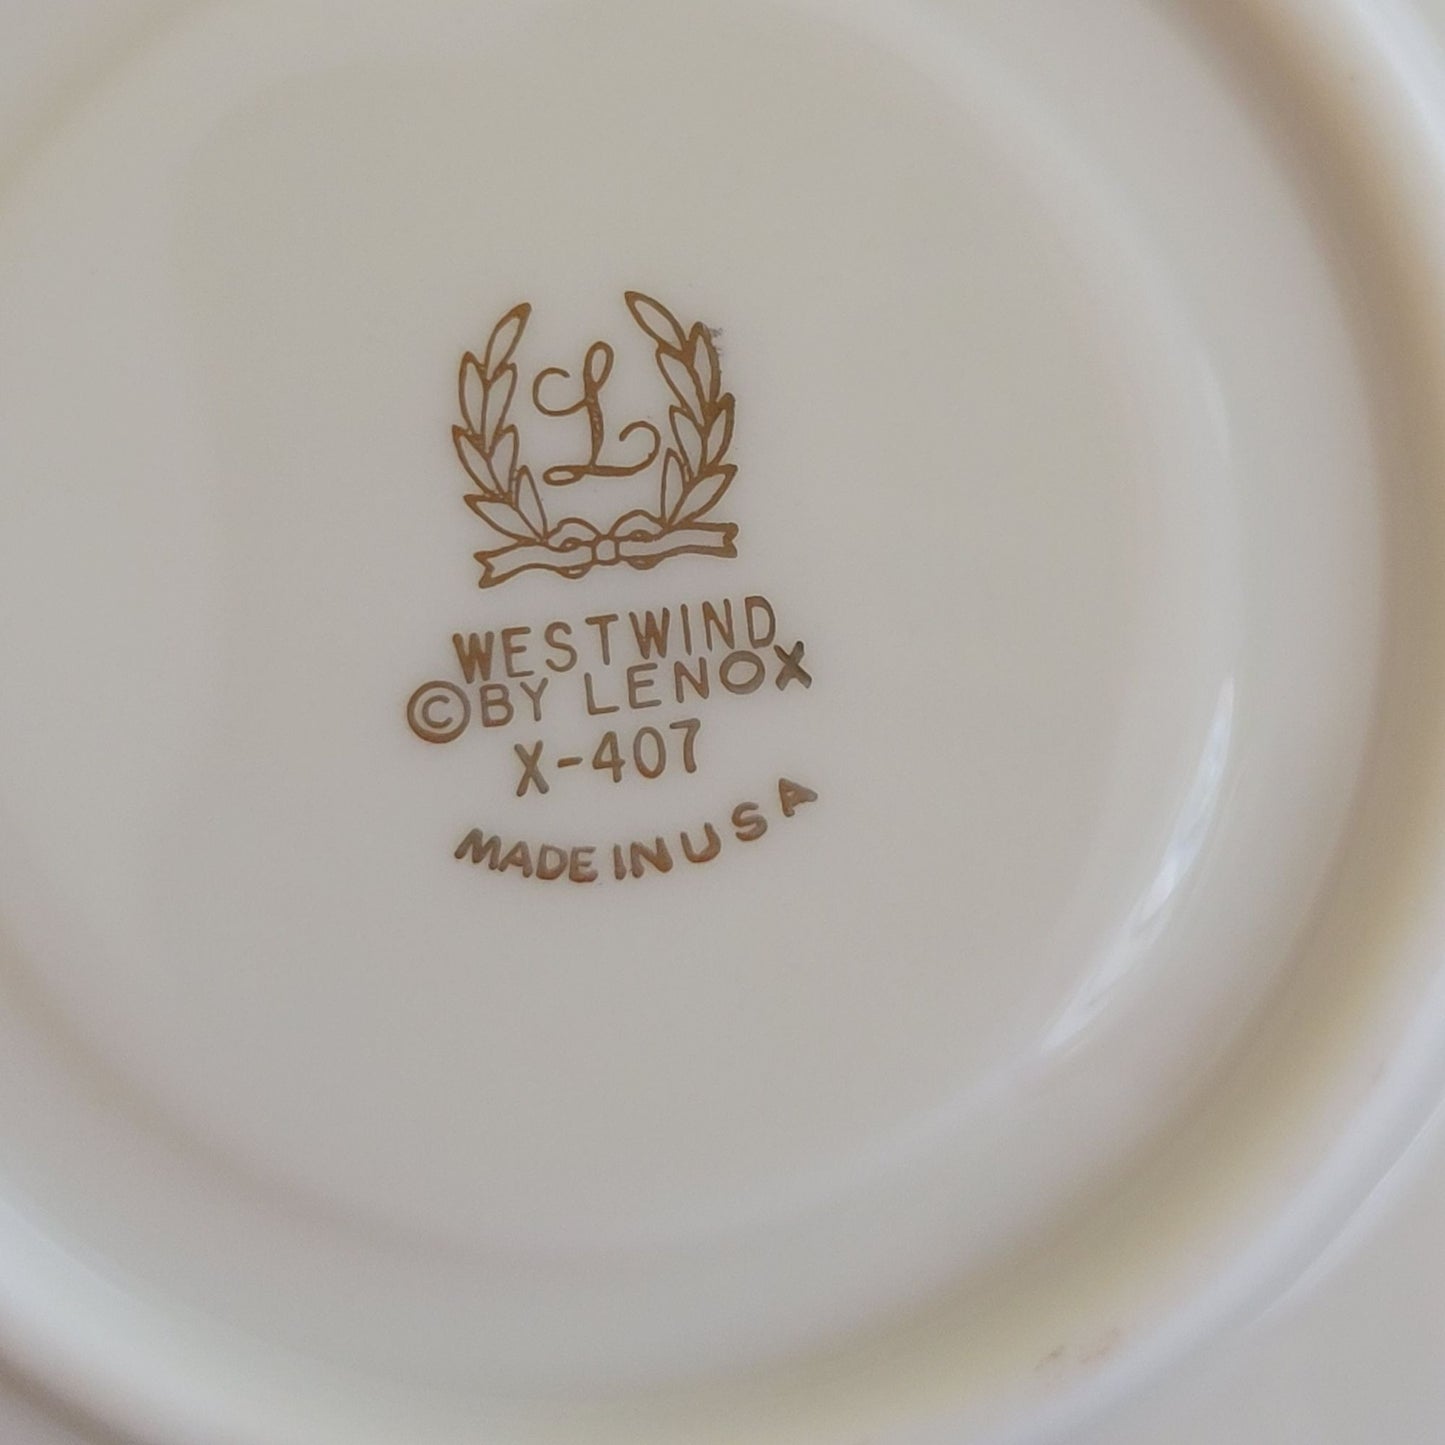 L
WESTWIND
©BY LENOX
X-407
MADE IN USA